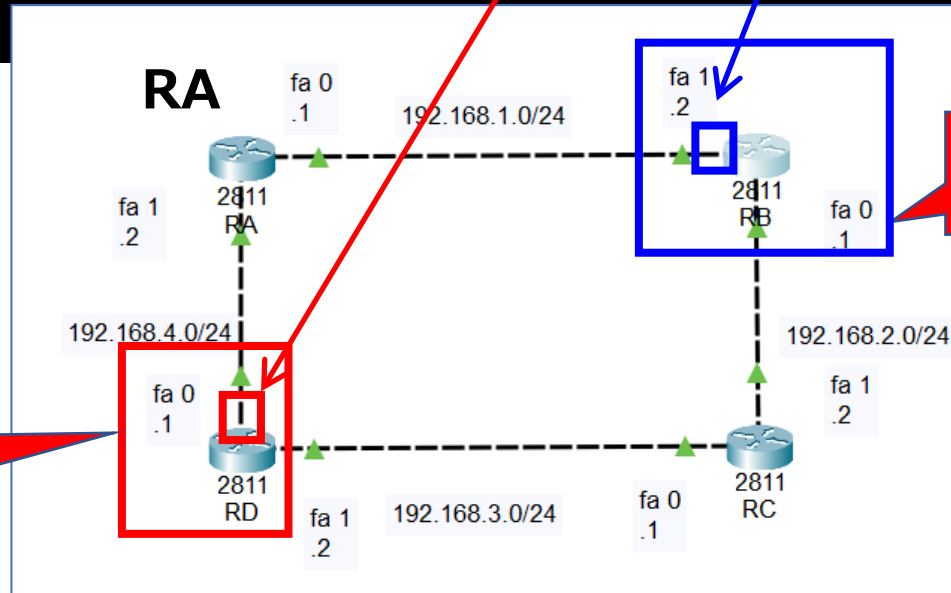 RA
fa 0
.1
192.168.1.0/24
fa 1
.2
2811
RA
2811
RB
fa 1
.2
fa 0
.1
192.168.4.0/24
192.168.2.0/24
fa 0
.1
fa 1
.2
2811
RD
fa 1
.2
192.168.3.0/24
fa 0
.1
2811
RC